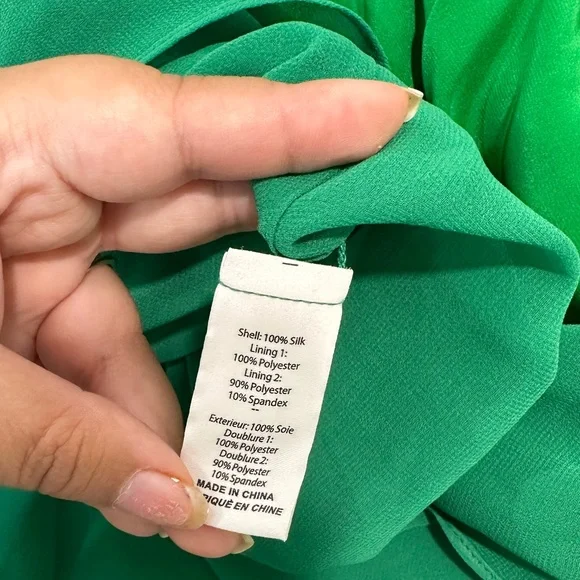 Shell: 100% Silk
Lining 1:
100% Polyester
Lining 2:
90% Polyester
10% Spandex
--
Exterieur: 100% Soie
Doublure 1:
100% Polyester
Doublure 2:
90% Polyester
10% Spandex
MADE IN CHINA
RIQUÉ EN CHINE